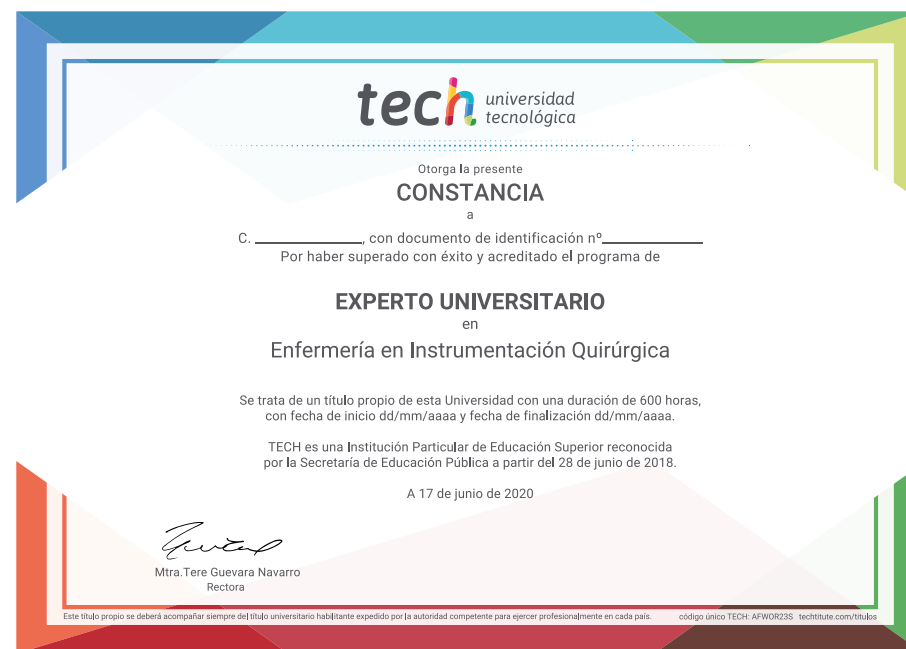 tech universidad
tecnológica
Otorga la presente
CONSTANCIA
a
C. ____________, con documento de identificación nº____________
Por haber superado con éxito y acreditado el programa de
EXPERTO UNIVERSITARIO
en
Enfermería en Instrumentación Quirúrgica
Se trata de un título propio de esta Universidad con una duración de 600 horas,
con fecha de inicio dd/mm/aaaa y fecha de finalización dd/mm/aaaa.
TECH es una Institución Particular de Educación Superior reconocida
por la Secretaría de Educación Pública a partir del 28 de junio de 2018.
A 17 de junio de 2020
Mtra.Tere Guevara Navarro
Rectora
Este título propio se deberá acompañar siempre del título universitario habilitante expedido por la autoridad competente para ejercer profesionalmente en cada país. código único TECH: AFWOR23S techtitute.com/titulos